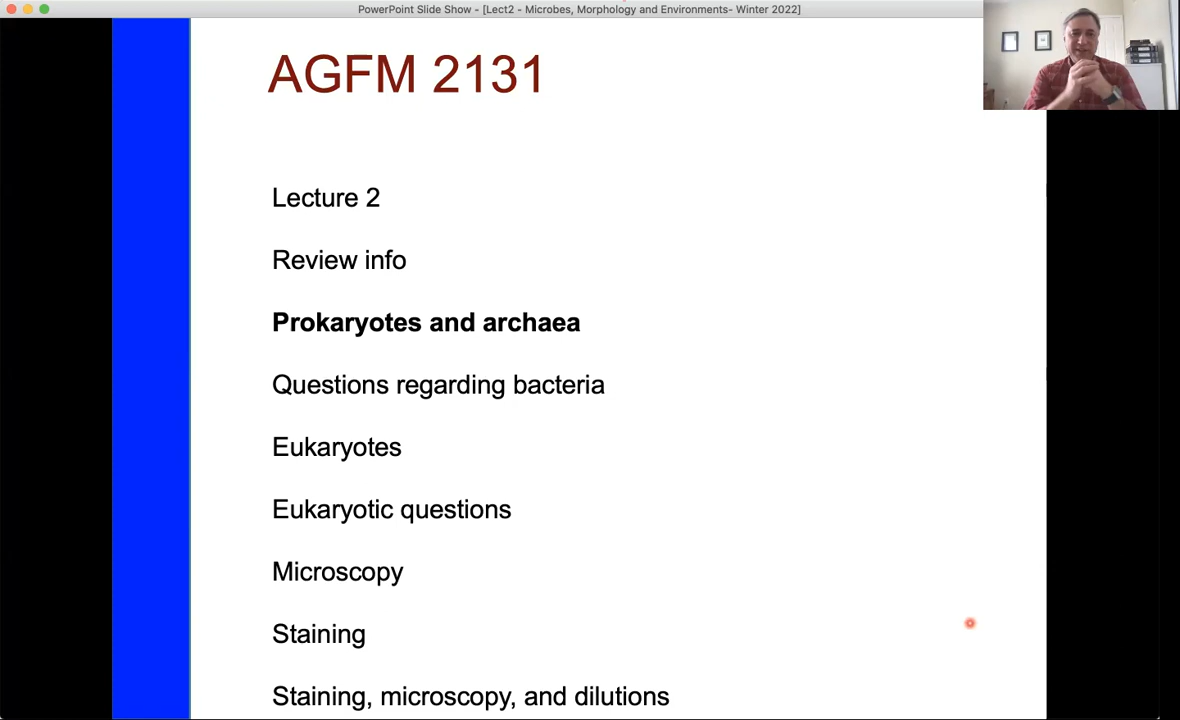 PowerPoint Slide Show - [Lect2 - Microbes, Morphology and Environments- Winter 2022]
AGFM 2131
Lecture 2
Review info
Prokaryotes and archaea
Questions regarding bacteria
Eukaryotes
Eukaryotic questions
Microscopy
Staining
Staining, microscopy, and dilutions